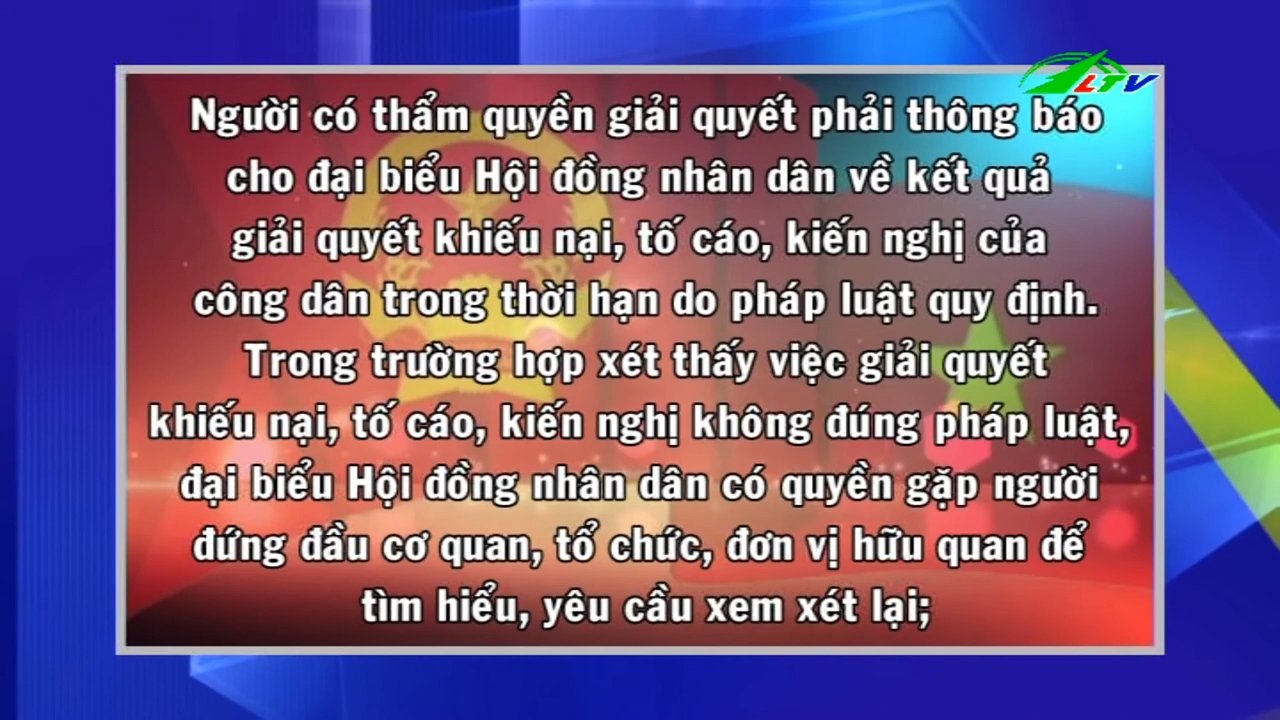 LTV
Người có thẩm quyền giải quyết phải thông báo
cho đại biểu Hội đồng nhân dân về kết quả
giải quyết khiếu nại, tố cáo, kiến nghị của
công dân trong thời hạn do pháp luật quy định.
Trong trường hợp xét thấy việc giải quyết
khiếu nại, tố cáo, kiến nghị không đúng pháp luật,
đại biểu Hội đồng nhân dân có quyền gặp người
đứng đầu cơ quan, tổ chức, đơn vị hữu quan để
tìm hiểu, yêu cầu xem xét lại;